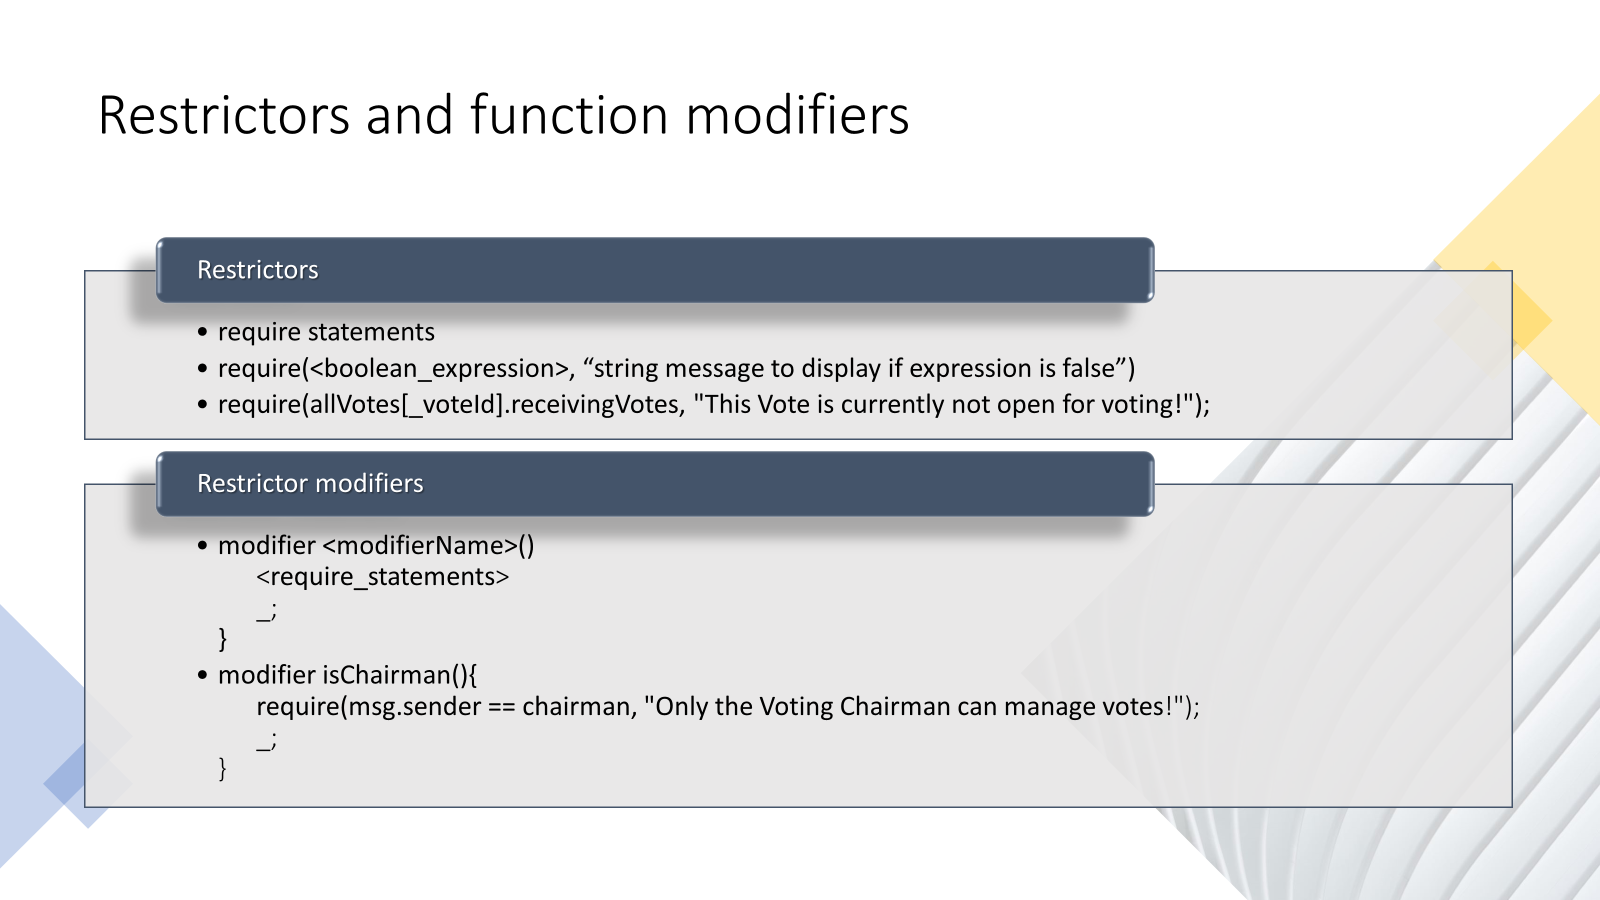 Restrictors and function modifiers
Restrictors
• require statements
• require(<boolean_expression>, “string message to display if expression is false”)
• require(allVotes[_voteId].receivingVotes, "This Vote is currently not open for voting!");
Restrictor modifiers
• modifier <modifierName>()
<require_statements>
_;
}
• modifier isChairman(){
require(msg.sender == chairman, "Only the Voting Chairman can manage votes!");
_;
}